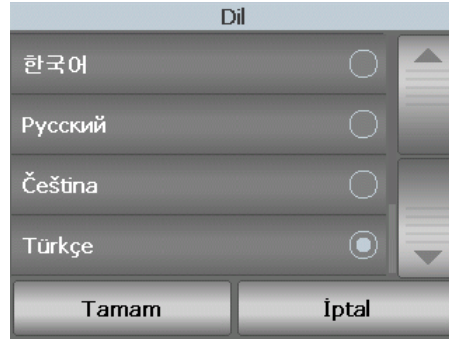 Dil
한국어
Русский
Čeština
Türkçe
Tamam
İptal